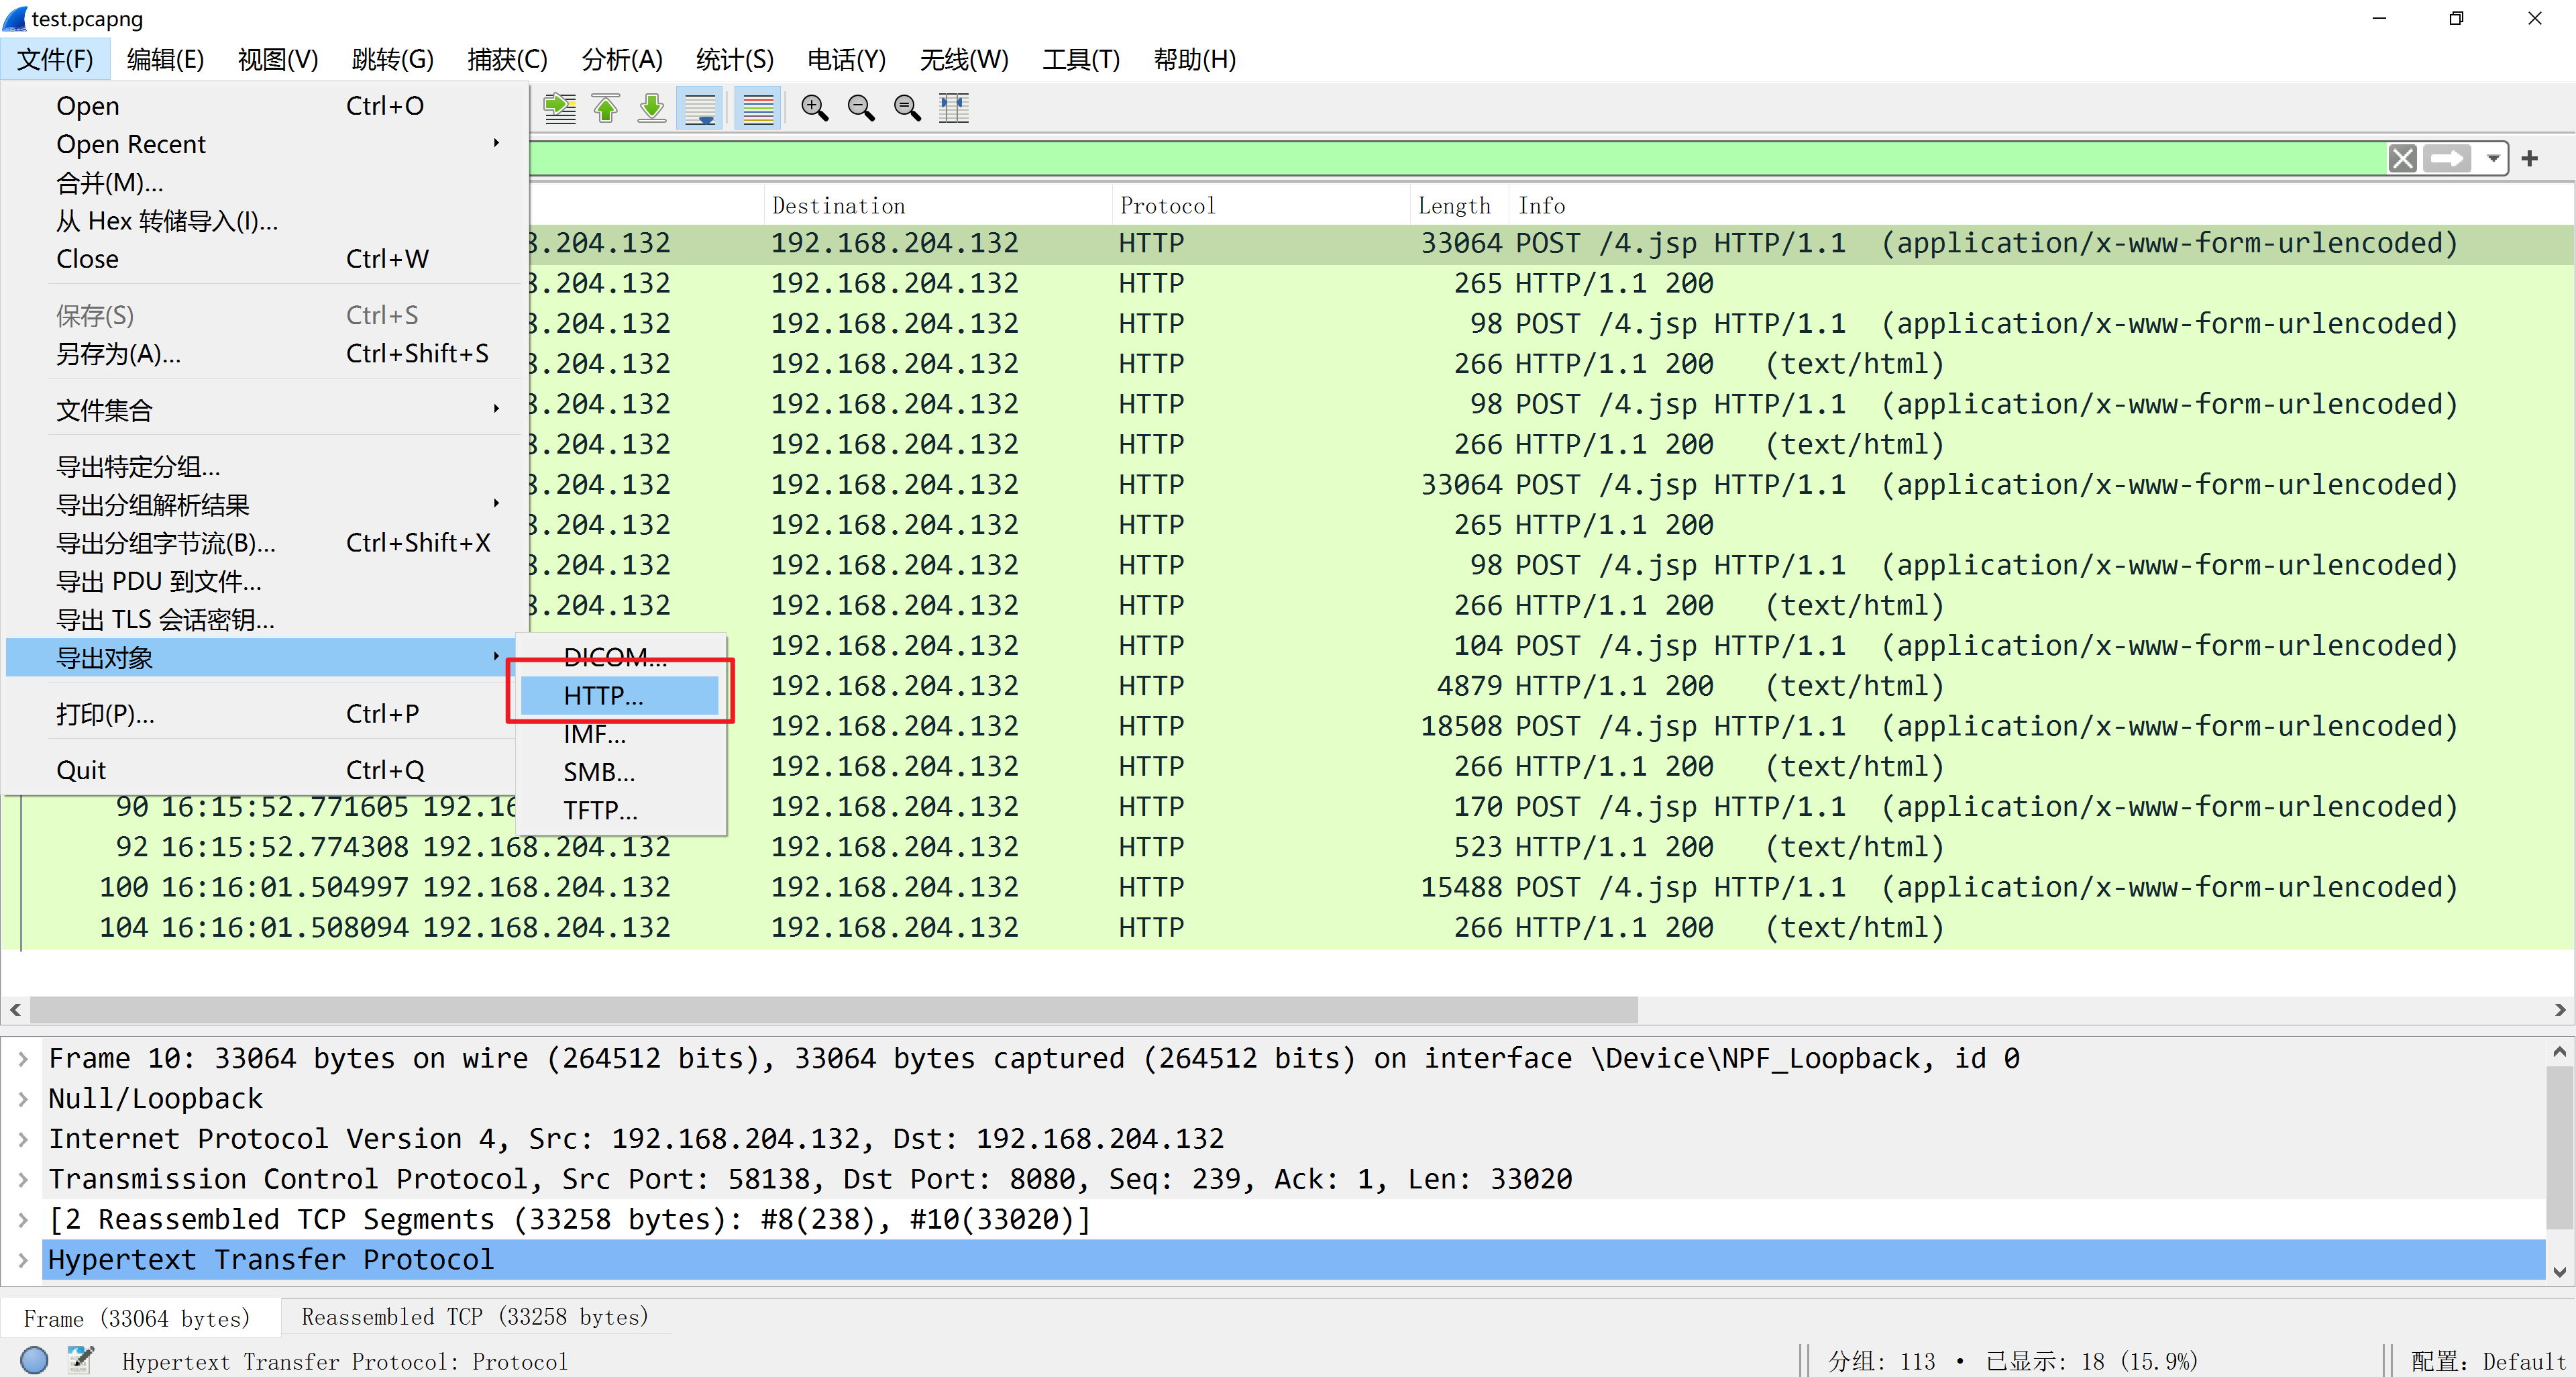 test.pcapng
文件(F) 编辑(E) 视图(V) 跳转(G) 捕获(C) 分析(A) 统计(S) 电话(Y) 无线(W) 工具(T) 帮助(H)
Open Ctrl+O
Open Recent
合并(M)...
从 Hex 转储导入(I)...
Close Ctrl+W
保存(S) Ctrl+S
另存为(A)... Ctrl+Shift+S
文件集合
导出特定分组...
导出分组解析结果
导出分组字节流(B)... Ctrl+Shift+X
导出 PDU 到文件...
导出 TLS 会话密钥...
导出对象
打印(P)... Ctrl+P
Quit Ctrl+Q
DICOM...
HTTP...
IMF...
SMB...
TFTP...
Destination Protocol Length Info
3.204.132 192.168.204.132 HTTP 33064 POST /4.jsp HTTP/1.1 (application/x-www-form-urlencoded)
3.204.132 192.168.204.132 HTTP 265 HTTP/1.1 200
3.204.132 192.168.204.132 HTTP 98 POST /4.jsp HTTP/1.1 (application/x-www-form-urlencoded)
3.204.132 192.168.204.132 HTTP 266 HTTP/1.1 200 (text/html)
3.204.132 192.168.204.132 HTTP 98 POST /4.jsp HTTP/1.1 (application/x-www-form-urlencoded)
3.204.132 192.168.204.132 HTTP 266 HTTP/1.1 200 (text/html)
3.204.132 192.168.204.132 HTTP 33064 POST /4.jsp HTTP/1.1 (application/x-www-form-urlencoded)
3.204.132 192.168.204.132 HTTP 265 HTTP/1.1 200
3.204.132 192.168.204.132 HTTP 98 POST /4.jsp HTTP/1.1 (application/x-www-form-urlencoded)
3.204.132 192.168.204.132 HTTP 266 HTTP/1.1 200 (text/html)
192.168.204.132 HTTP 104 POST /4.jsp HTTP/1.1 (application/x-www-form-urlencoded)
192.168.204.132 HTTP 4879 HTTP/1.1 200 (text/html)
192.168.204.132 HTTP 18508 POST /4.jsp HTTP/1.1 (application/x-www-form-urlencoded)
192.168.204.132 HTTP 266 HTTP/1.1 200 (text/html)
90 16:15:52.771605 192.16 192.168.204.132 HTTP 170 POST /4.jsp HTTP/1.1 (application/x-www-form-urlencoded)
92 16:15:52.774308 192.168.204.132 192.168.204.132 HTTP 523 HTTP/1.1 200 (text/html)
100 16:16:01.504997 192.168.204.132 192.168.204.132 HTTP 15488 POST /4.jsp HTTP/1.1 (application/x-www-form-urlencoded)
104 16:16:01.508094 192.168.204.132 192.168.204.132 HTTP 266 HTTP/1.1 200 (text/html)
Frame 10: 33064 bytes on wire (264512 bits), 33064 bytes captured (264512 bits) on interface \Device\NPF_Loopback, id 0
Null/Loopback
Internet Protocol Version 4, Src: 192.168.204.132, Dst: 192.168.204.132
Transmission Control Protocol, Src Port: 58138, Dst Port: 8080, Seq: 239, Ack: 1, Len: 33020
[2 Reassembled TCP Segments (33258 bytes): #8(238), #10(33020)]
Hypertext Transfer Protocol
Frame (33064 bytes) Reassembled TCP (33258 bytes)
Hypertext Transfer Protocol: Protocol 分组: 113 • 已显示: 18 (15.9%) 配置: Default